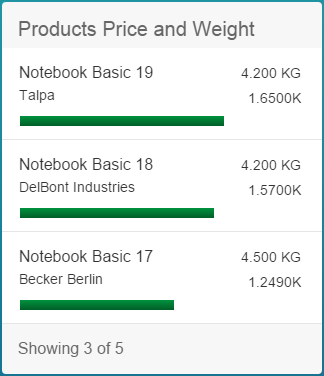 Products Price and Weight
Notebook Basic 19 4.200 KG
Talpa 1.6500K
Notebook Basic 18 4.200 KG
DelBont Industries 1.5700K
Notebook Basic 17 4.500 KG
Becker Berlin 1.2490K
Showing 3 of 5